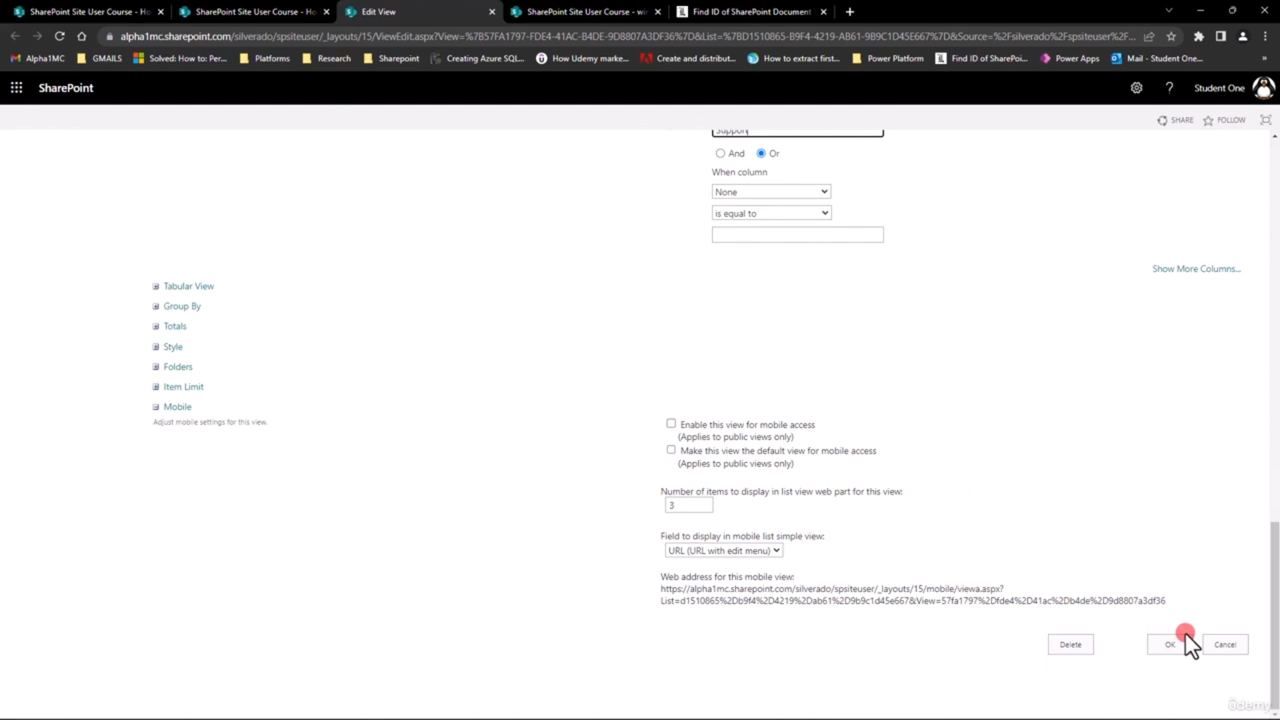 SharePoint Site User Course - Ho
SharePoint Site User Course - Ho
Edit View
SharePoint Site User Course - wi
Find ID of SharePoint Document
alpha1mc.sharepoint.com/silverado/spsiteuser/_layouts/15/ViewEdit.aspx?View=%7B57FA1797-FDE4-41AC-B4DE-9D8807A3DF36%7D&List=%7BD1510865-B9F4-4219-AB61-9B9C1D45E667%7D&Source=%2Fsilverado%2Fspsiteuser%2F...
Alpha1MC
GMAILS
Solved: How to: Per...
Platforms
Research
Sharepoint
Creating Azure SQL...
How Udemy marke...
Create and distribut...
How to extract first...
Power Platform
Find ID of SharePoi...
Power Apps
Mail - Student One...
SharePoint
Student One
SHARE
FOLLOW
Support
And
Or
When column
None
is equal to
Show More Columns...
Tabular View
Group By
Totals
Style
Folders
Item Limit
Mobile
Adjust mobile settings for this view.
Enable this view for mobile access
(Applies to public views only)
Make this view the default view for mobile access
(Applies to public views only)
Number of items to display in list view web part for this view:
3
Field to display in mobile list simple view:
URL (URL with edit menu)
Web address for this mobile view:
https://alpha1mc.sharepoint.com/silverado/spsiteuser/_layouts/15/mobile/viewa.aspx?
List=d1510865%2Db9f4%2D4219%2Dab61%2D9b9c1d45e667&View=57fa1797%2Dfde4%2D41ac%2Db4de%2D9d8807a3df36
Delete
OK
Cancel
ûdemy